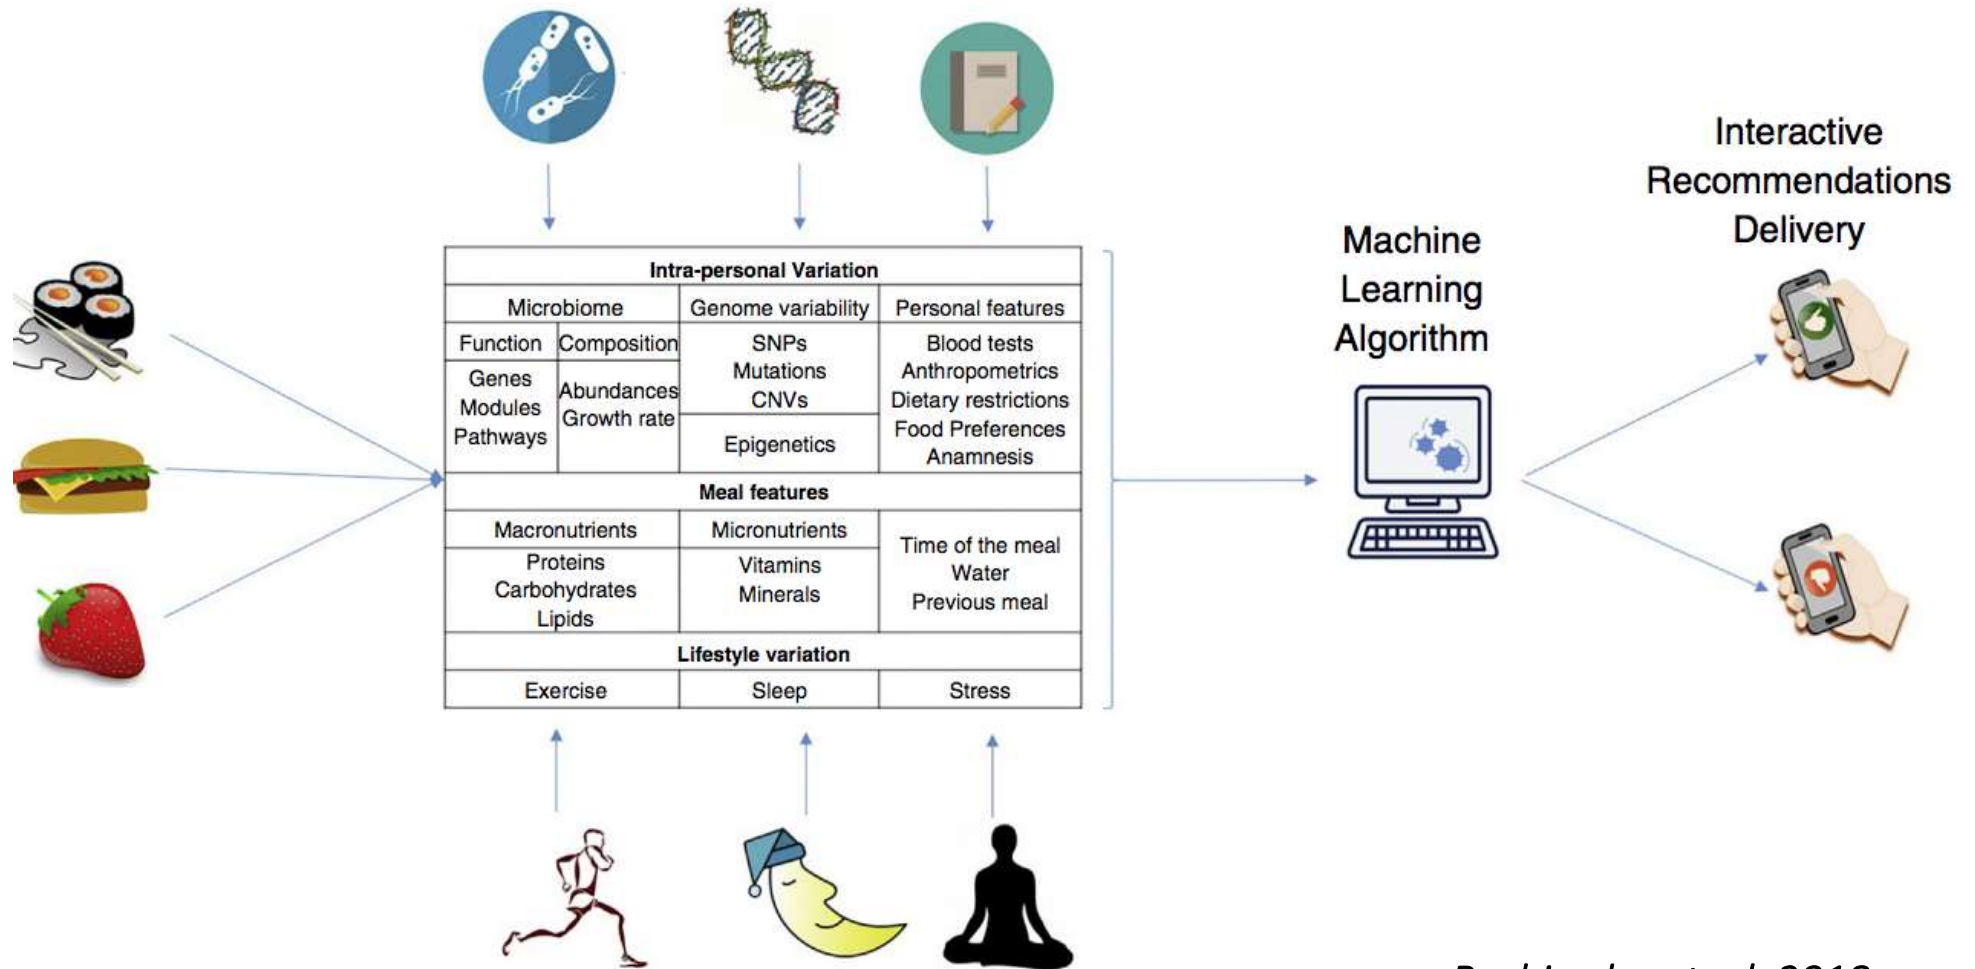 Interactive
Recommendations
Delivery
Machine
Learning
Algorithm
Intra-personal Variation
Microbiome
Genome variability
Personal features
Function
Composition
Genes
Modules
Pathways
Abundances
Growth rate
SNPs
Mutations
CNVs
Epigenetics
Blood tests
Anthropometrics
Dietary restrictions
Food Preferences
Anamnesis
Meal features
Macronutrients
Micronutrients
Proteins
Carbohydrates
Lipids
Vitamins
Minerals
Time of the meal
Water
Previous meal
Lifestyle variation
Exercise
Sleep
Stress